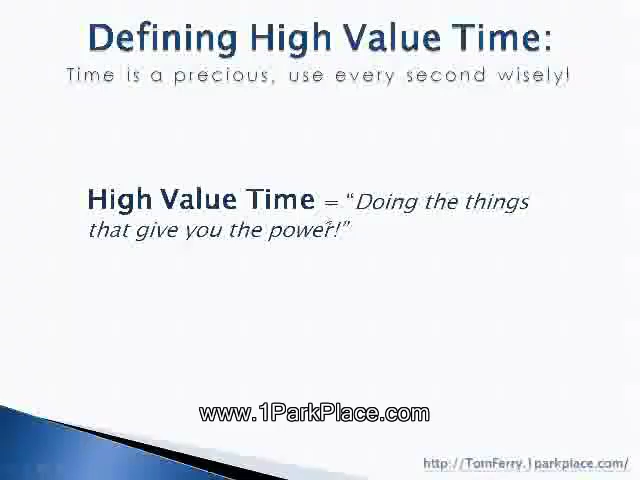 Defining High Value Time:
Time is a precious, use every second wisely!
High Value Time = “Doing the things
that give you the power!”
www.1ParkPlace.com
http://TomFerry.1parkplace.com/